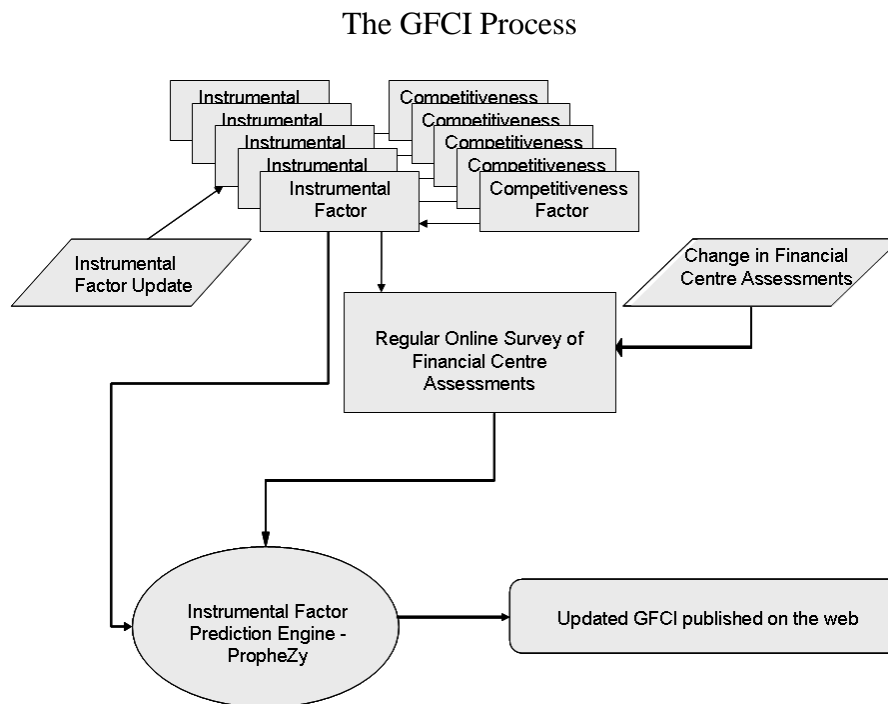 The GFCI Process
Instrumental
Instrumental
Instrumental
Instrumental
Instrumental
Factor
Competitiveness
Competitiveness
Competitiveness
Competitiveness
Competitiveness
Factor
Instrumental
Factor Update
Change in Financial
Centre Assessments
Regular Online Survey of
Financial Centre
Assessments
Instrumental Factor
Prediction Engine -
PropheZy
Updated GFCI published on the web